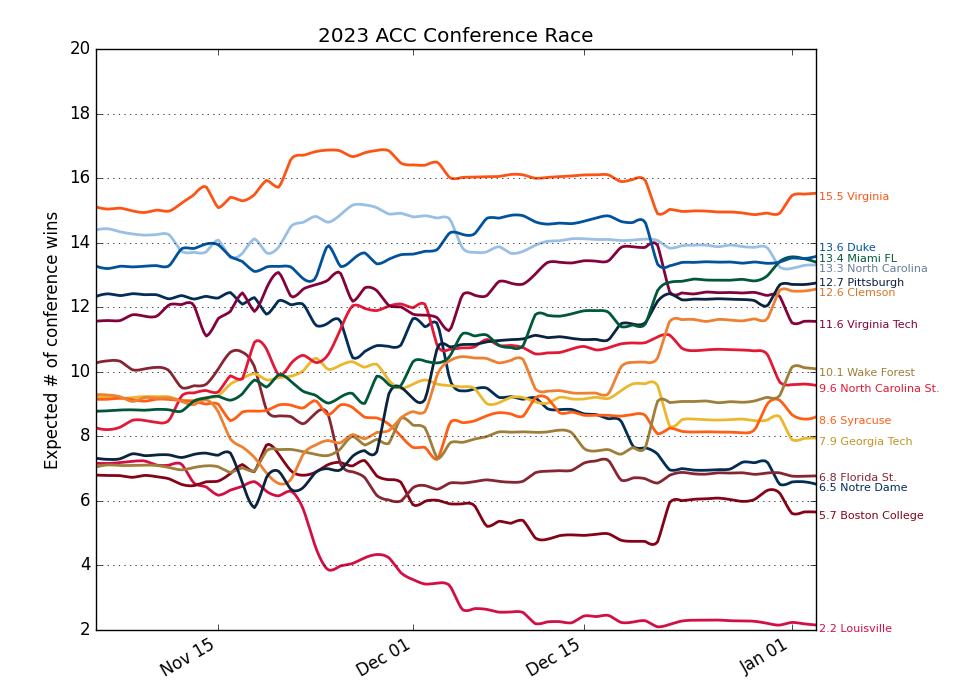 2023 ACC Conference Race
Expected # of conference wins
20
18
16
14
12
10
8
6
4
2
Nov 15
Dec 01
Dec 15
Jan 01
15.5 Virginia
13.6 Duke
13.4 Miami FL
13.3 North Carolina
12.7 Pittsburgh
12.6 Clemson
11.6 Virginia Tech
10.1 Wake Forest
9.6 North Carolina St.
8.6 Syracuse
7.9 Georgia Tech
6.8 Florida St.
6.5 Notre Dame
5.7 Boston College
2.2 Louisville